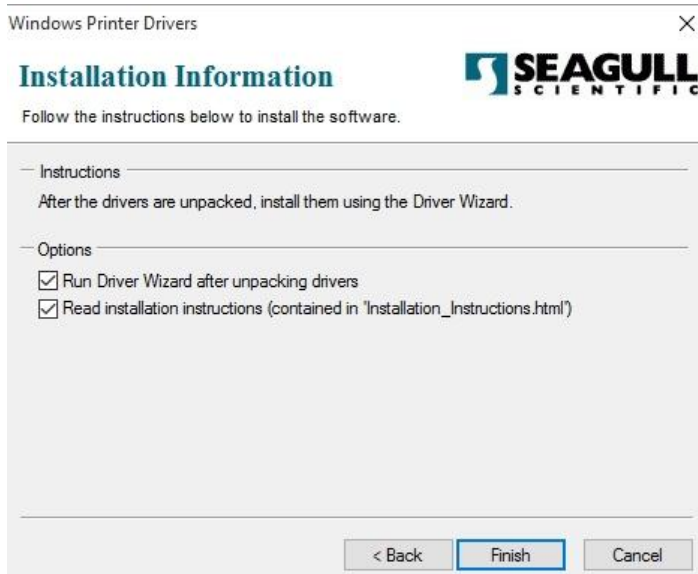 Windows Printer Drivers
Installation Information
SEAGULL
SCIENTIFIC
Follow the instructions below to install the software.
Instructions
After the drivers are unpacked, install them using the Driver Wizard.
Options
Run Driver Wizard after unpacking drivers
Read installation instructions (contained in 'Installation_Instructions.html')
< Back Finish Cancel